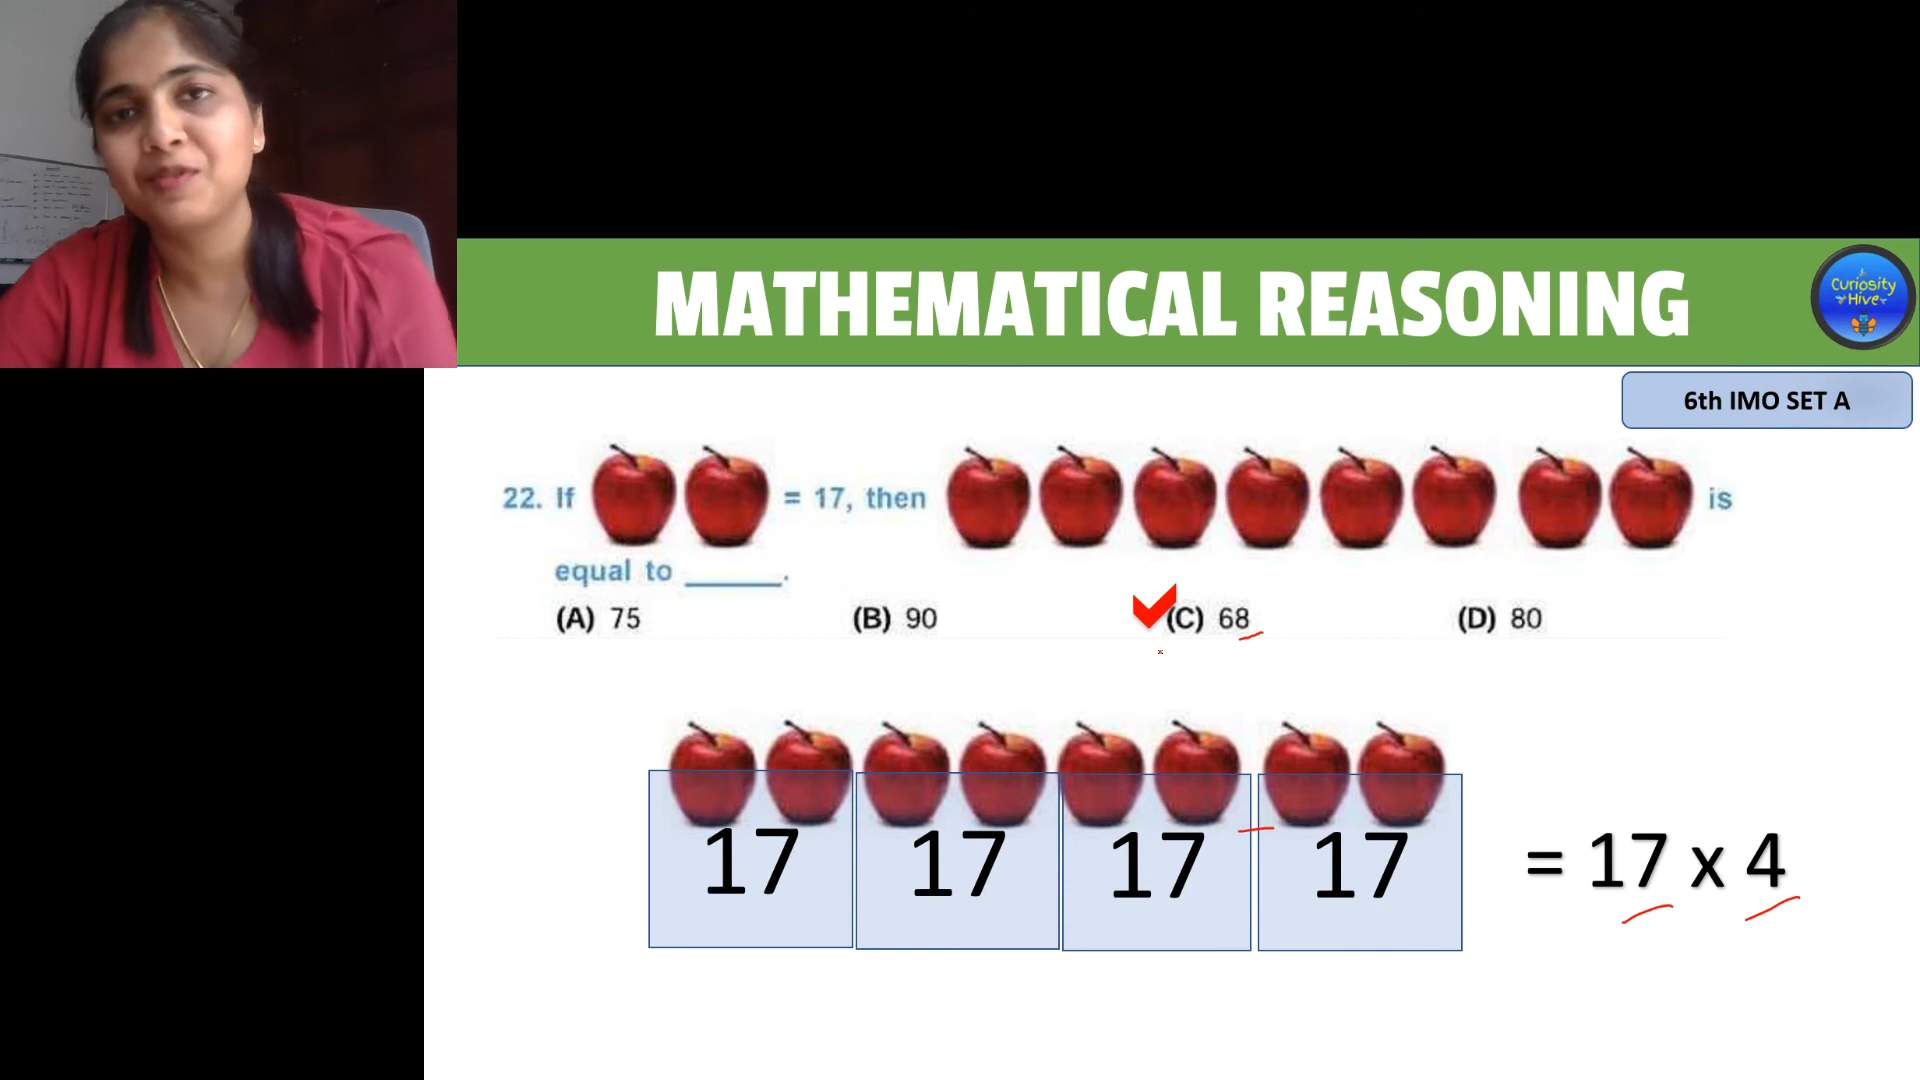 MATHEMATICAL REASONING
Curiosity
Hive
6th IMO SET A
22. If = 17, then is
equal to ______.
(A) 75 (B) 90 (C) 68 (D) 80
17 17 17 17 = 17 x 4